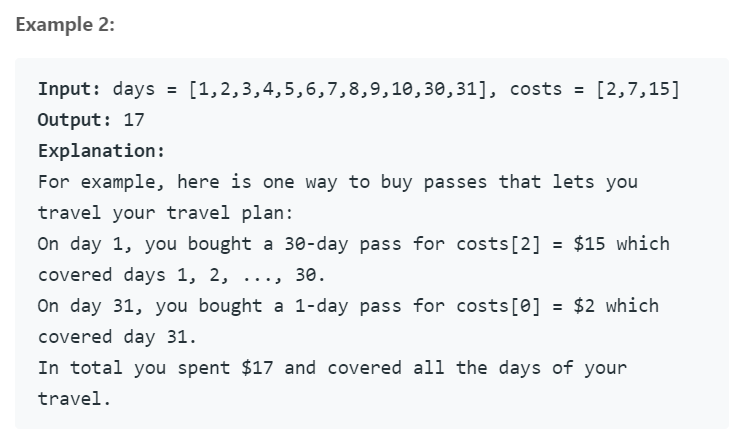 Example 2:
Input: days = [1,2,3,4,5,6,7,8,9,10,30,31], costs = [2,7,15]
Output: 17
Explanation:
For example, here is one way to buy passes that lets you
travel your travel plan:
On day 1, you bought a 30-day pass for costs[2] = $15 which
covered days 1, 2, ..., 30.
On day 31, you bought a 1-day pass for costs[0] = $2 which
covered day 31.
In total you spent $17 and covered all the days of your
travel.